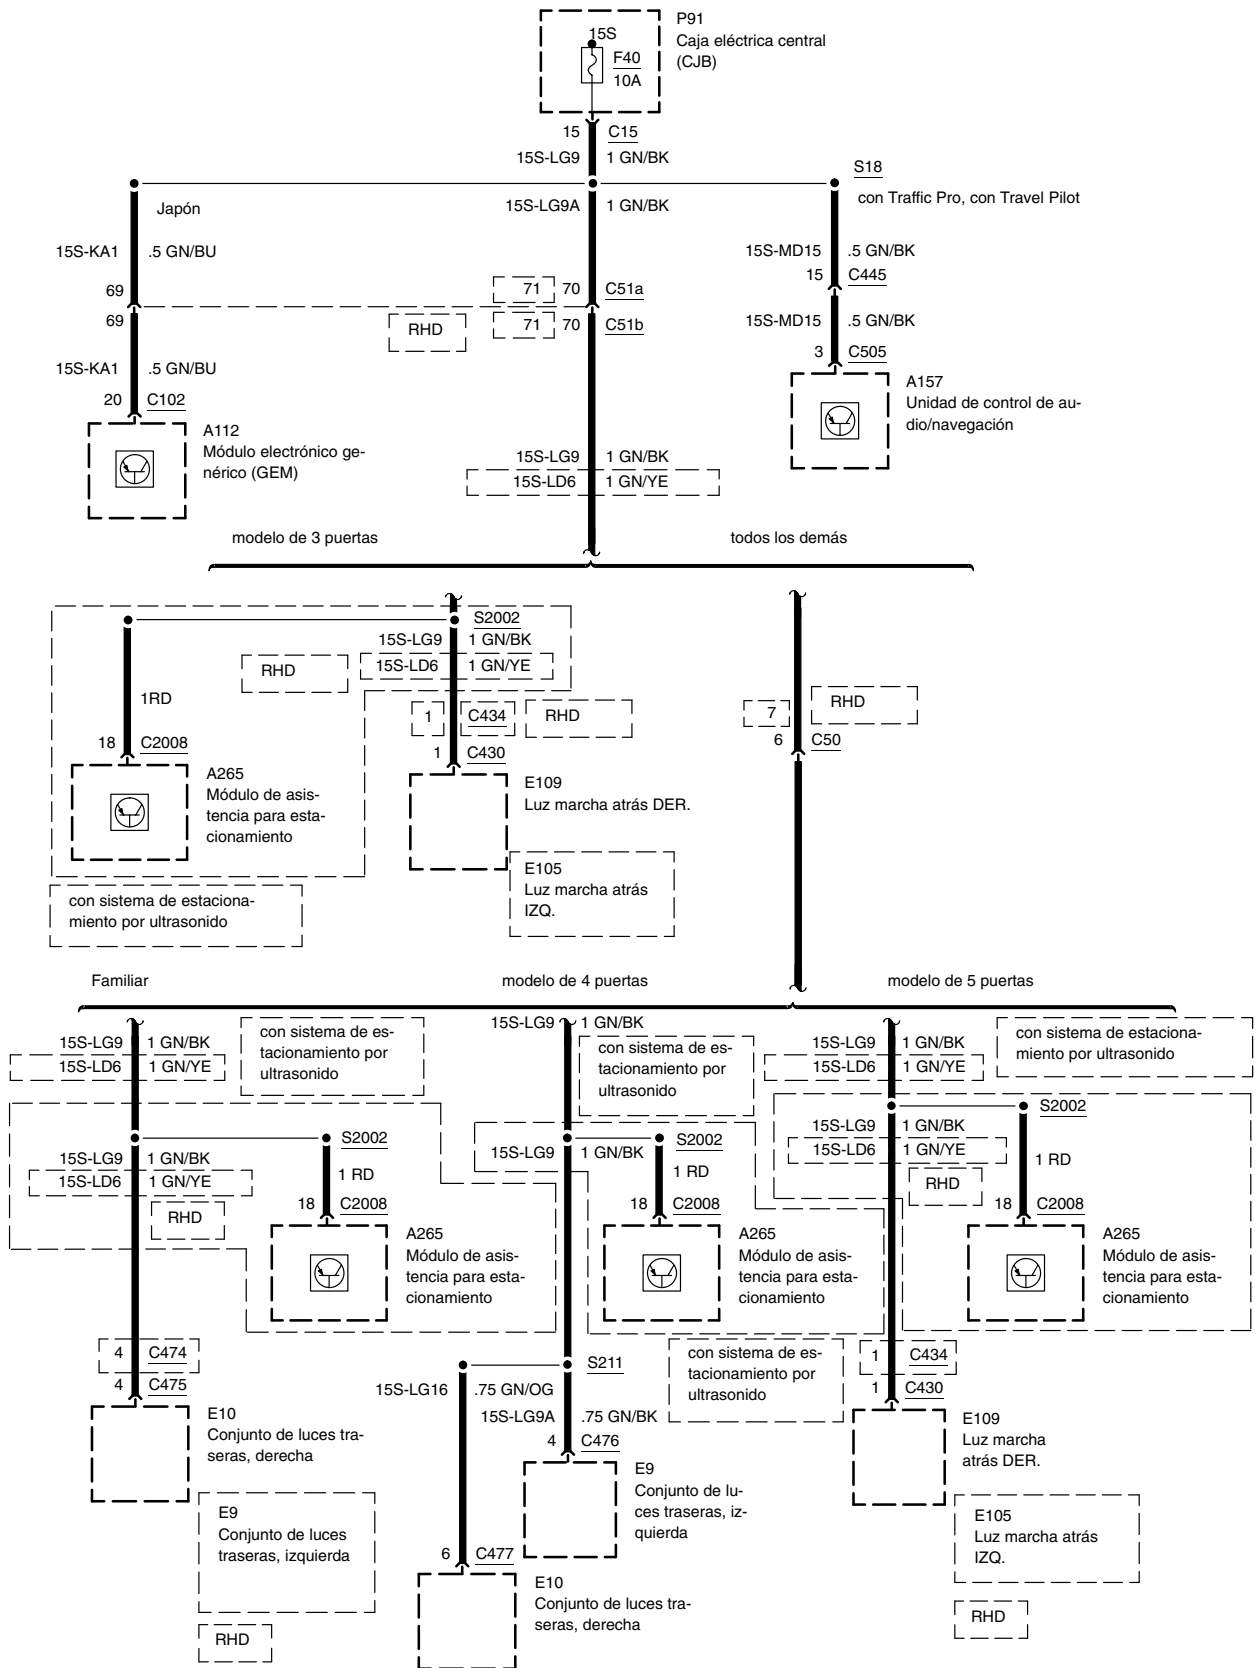 P91
Caja eléctrica central
(CJB)
15S
F40
10A
15 C15
15S-LG9 1 GN/BK
S18
con Traffic Pro, con Travel Pilot
Japón
15S-LG9A 1 GN/BK
15S-KA1 .5 GN/BU
15S-MD15 .5 GN/BK
15 C445
69
71 70 C51a
69
RHD
71 70 C51b
15S-MD15 .5 GN/BK
15S-KA1 .5 GN/BU
3 C505
20 C102
A157
Unidad de control de au-
dio/navegación
A112
Módulo electrónico ge-
nérico (GEM)
15S-LG9 1 GN/BK
15S-LD6 1 GN/YE
modelo de 3 puertas
todos los demás
S2002
15S-LG9 1 GN/BK
RHD
15S-LD6 1 GN/YE
1RD
1 C434 RHD
18 C2008
1 C430
RHD
7
6 C50
A265
Módulo de asis-
tencia para esta-
cionamiento
E109
Luz marcha atrás DER.
E105
Luz marcha atrás
IZQ.
con sistema de estaciona-
miento por ultrasonido
Familiar
modelo de 4 puertas
modelo de 5 puertas
15S-LG9 1 GN/BK
15S-LD6 1 GN/YE
con sistema de es-
tacionamiento por
ultrasonido
15S-LG9 1 GN/BK
con sistema de es-
tacionamiento por
ultrasonido
15S-LG9 1 GN/BK
15S-LD6 1 GN/YE
con sistema de estaciona-
miento por ultrasonido
S2002
15S-LG9 1 GN/BK
15S-LD6 1 GN/YE
1 RD
RHD
18 C2008
A265
Módulo de asis-
tencia para esta-
cionamiento
S2002
15S-LG9 1 GN/BK
1 RD
18 C2008
A265
Módulo de asis-
tencia para esta-
cionamiento
S2002
15S-LG9 1 GN/BK
15S-LD6 1 GN/YE
1 RD
RHD
18 C2008
A265
Módulo de asis-
tencia para esta-
cionamiento
4 C474
4 C475
E10
Conjunto de luces tra-
seras, derecha
E9
Conjunto de luces
traseras, izquierda
RHD
S211
con sistema de es-
tacionamiento por
ultrasonido
15S-LG16 .75 GN/OG
15S-LG9A .75 GN/BK
4 C476
E9
Conjunto de lu-
ces traseras, iz-
quierda
6 C477
E10
Conjunto de luces tra-
seras, derecha
1 C434
1 C430
E109
Luz marcha
atrás DER.
E105
Luz marcha atrás
IZQ.
RHD